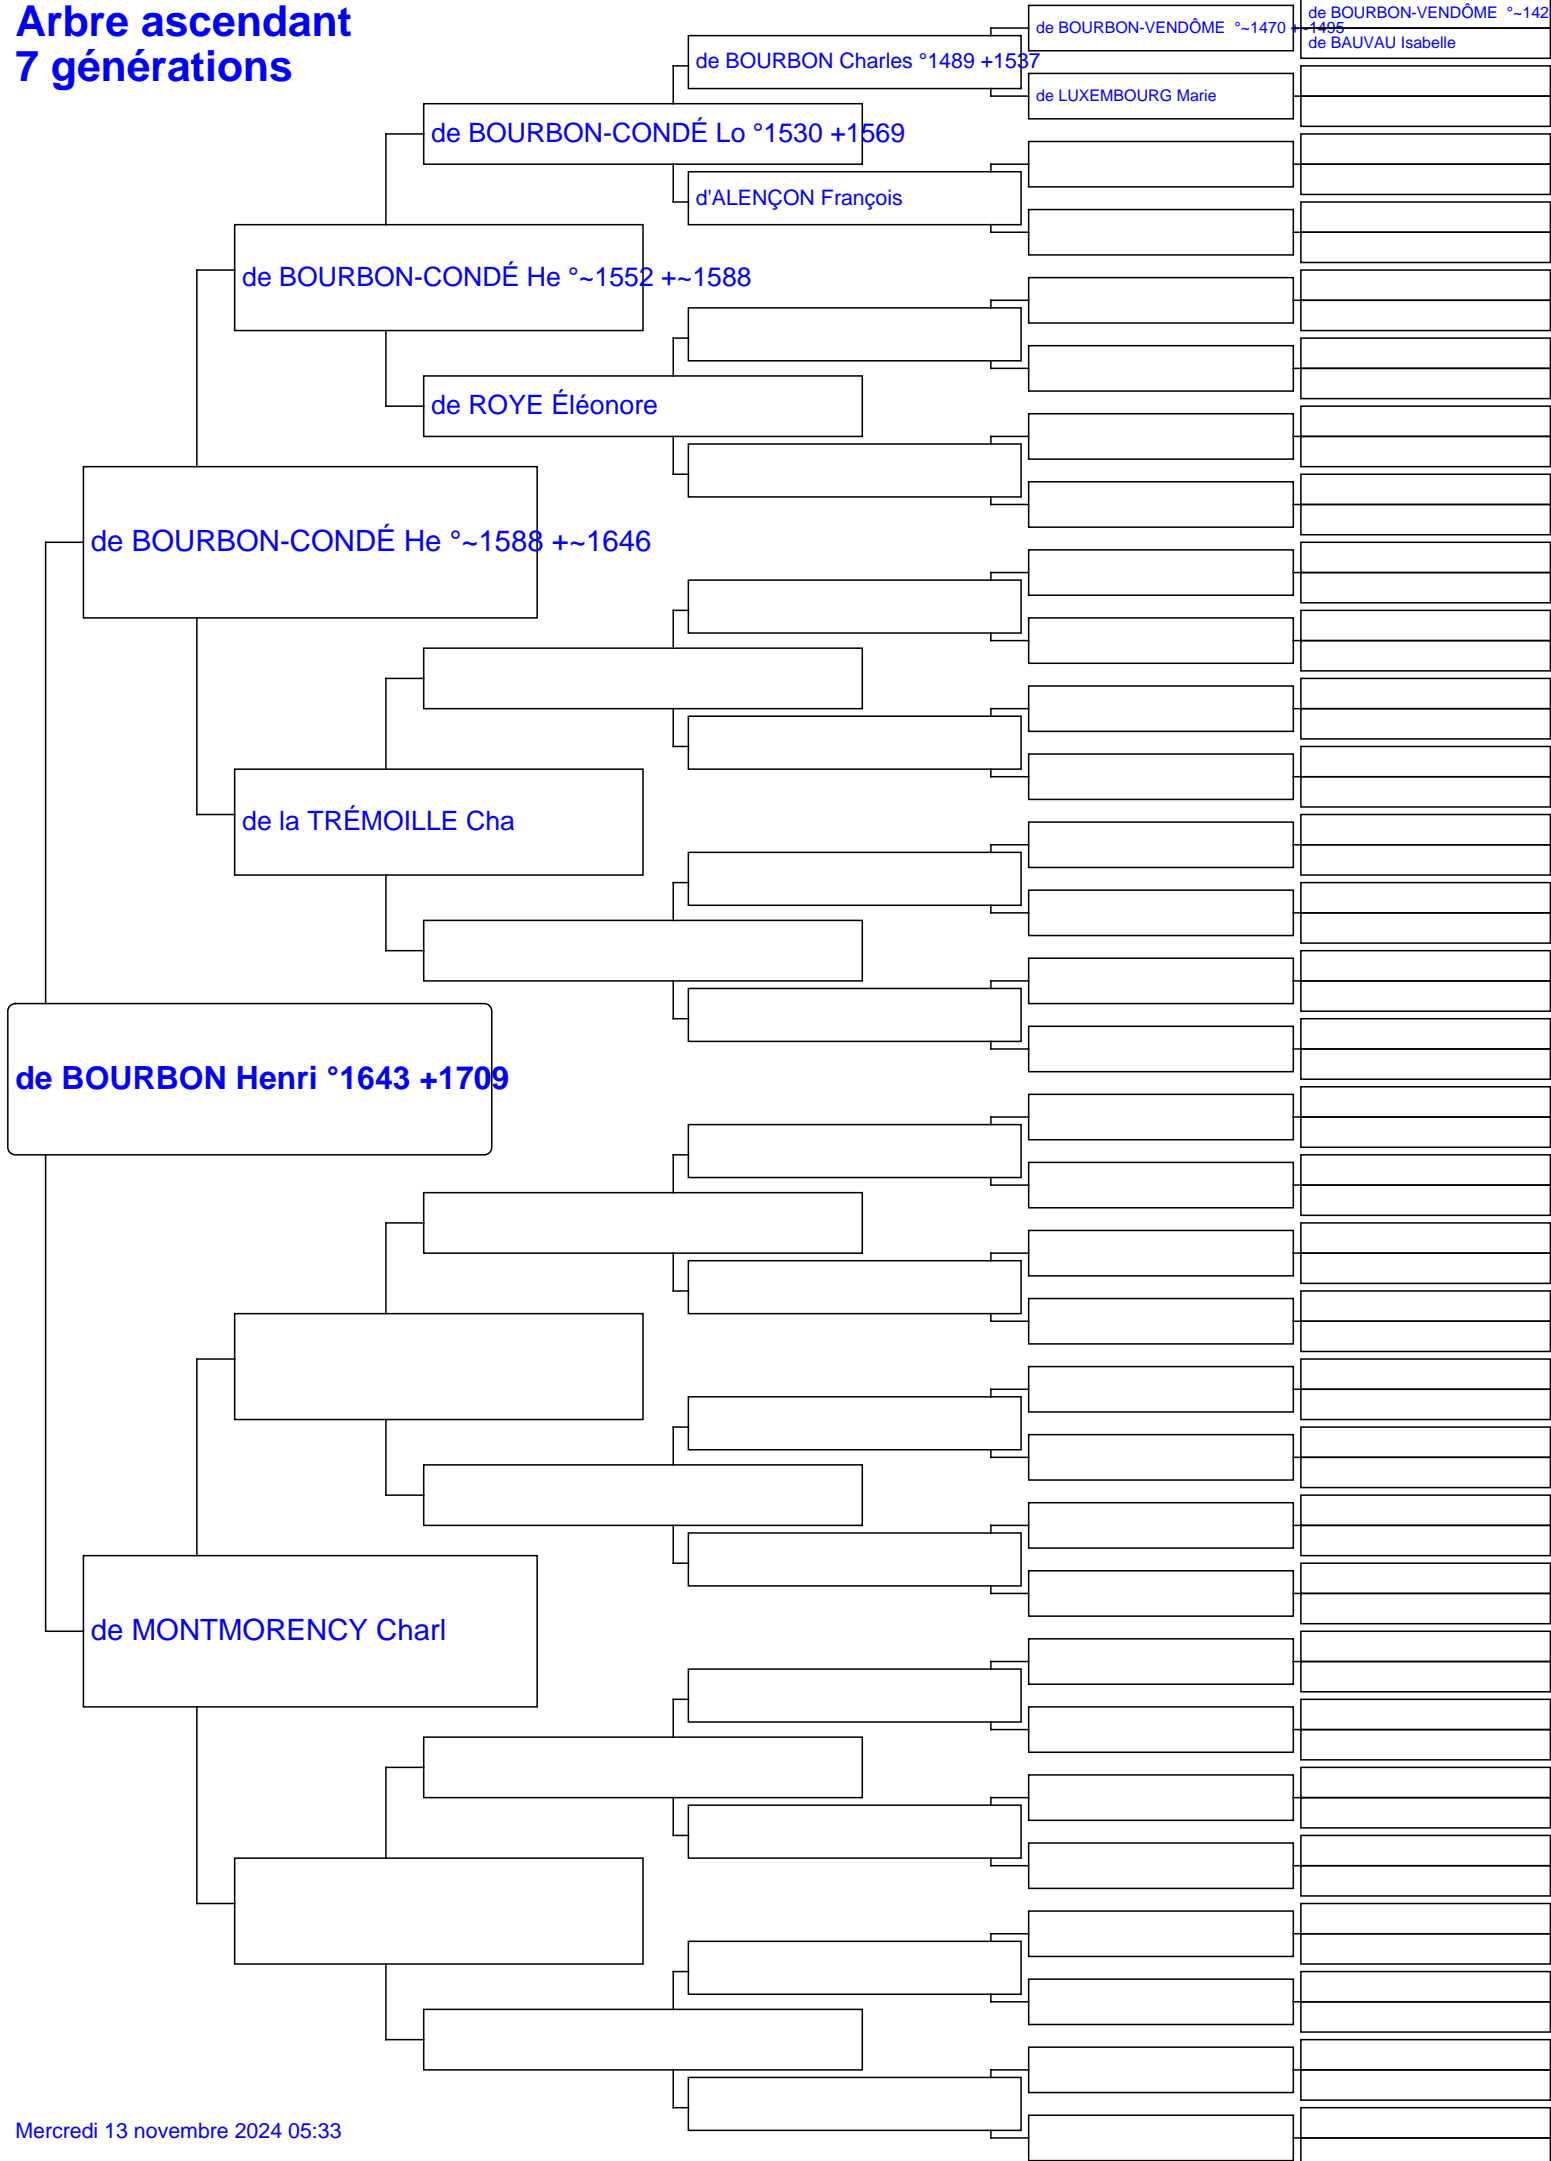 Arbre ascendant
7 générations
de BOURBON-VENDÔME °~142
de BAUVAU Isabelle
de BOURBON-VENDÔME °~1470 +~1495
de BOURBON Charles °1489 +1537
de LUXEMBOURG Marie
de BOURBON-CONDÉ Lo °1530 +1569
d'ALENÇON François
de BOURBON-CONDÉ He °~1552 +~1588
de ROYE Éléonore
de BOURBON-CONDÉ He °~1588 +~1646
de la TRÉMOILLE Cha
de BOURBON Henri °1643 +1709
de MONTMORENCY Charl
Mercredi 13 novembre 2024 05:33